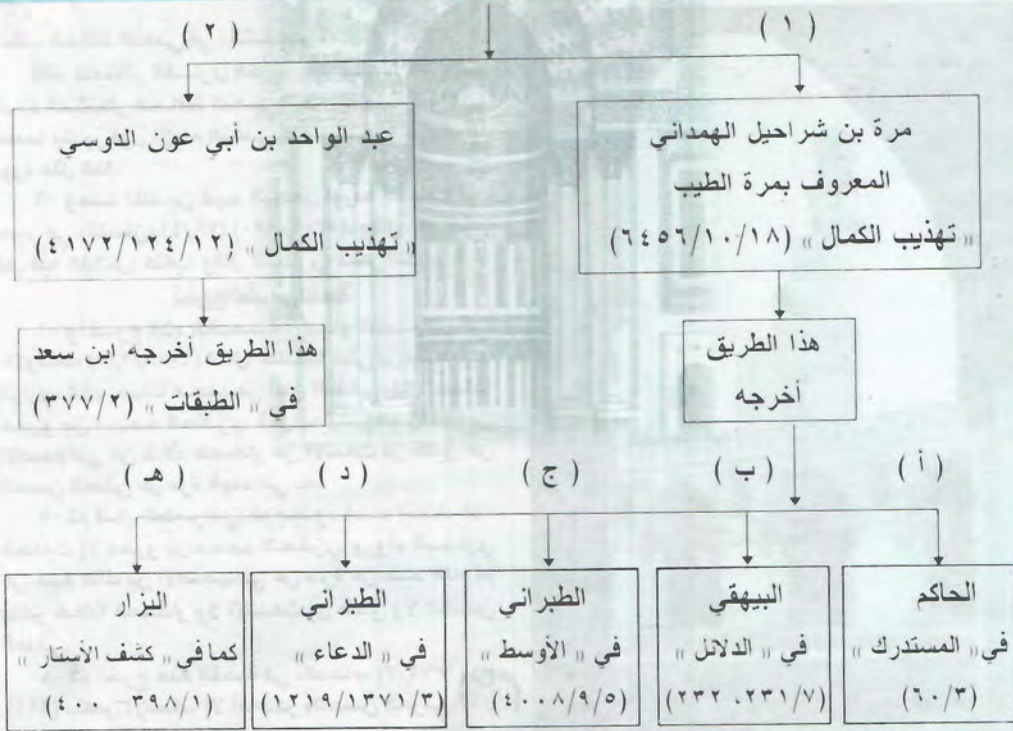 ( ١ )
( ٢ )
مرة بن شراحيل الهمداني
المعروف بمرة الطيب
« تهذيب الكمال » (٦٤٥٦/١٠/١٨)
عبد الواحد بن أبي عون الدوسى
« تهذيب الكمال » (٤١٧٢/١٢٤/١٢)
هذا الطريق
أخرجه
هذا الطريق أخرجه ابن سعد
في « الطبقات » (٣٧٧/٢)
( أ )
( ب )
( ج )
( د )
( هـ )
الحاكم
في « المستدرك »
(٦٠/٣)
البيهقي
في « الدلائل »
(٢٣٢.٢٣١/٧)
الطبراني
في « الأوسط »
(٤٠٠٨/٩/٥)
الطبراني
في « الدعاء »
(١٢١٩/١٣٧١/٣)
البزار
كما في « كشف الأستار »
(٣٩٨/١ - ٤٠٠)